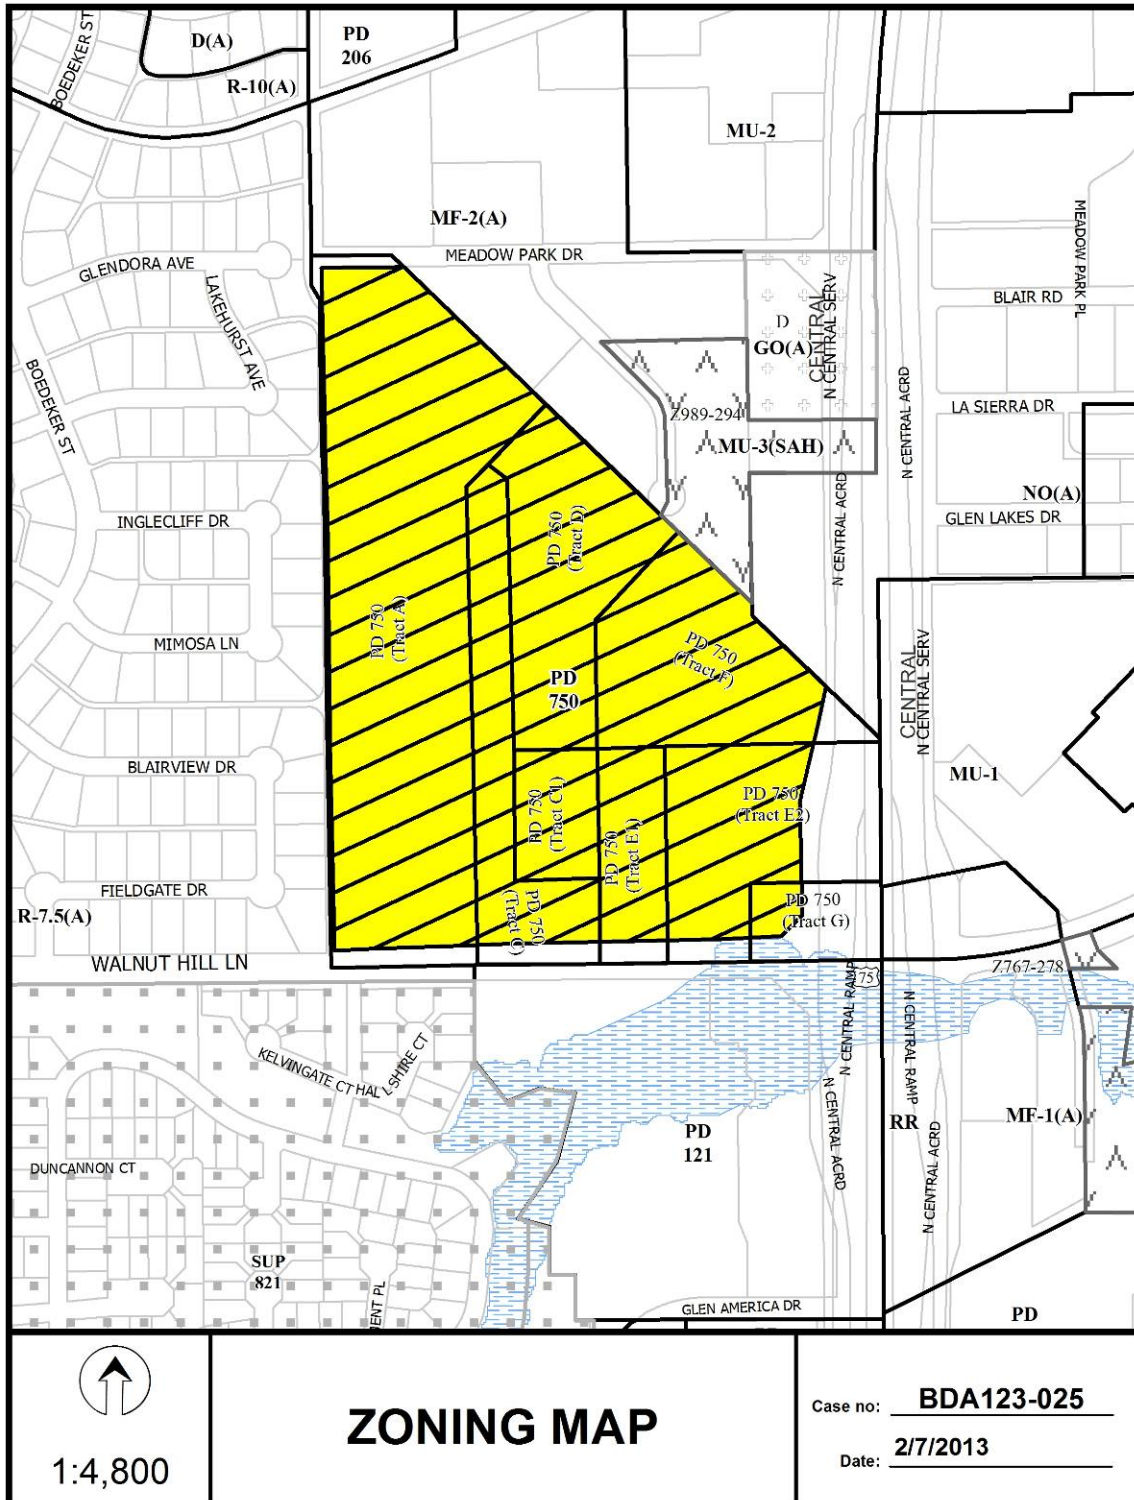 BOEDEKER ST
D(A)
PD
206
R-10(A)
MU-2
MF-2(A)
MEADOW PARK DR
GLENDORA AVE
LAKEHURST AVE
MEADOW PARK PL
BLAIR RD
D
GO(A)
CENTRAL
N CENTRAL SERV
BOEDEKER ST
Z989-294
MU-3(SAH)
N CENTRAL ACRD
LA SIERRA DR
NO(A)
GLEN LAKES DR
INGLECLIFF DR
PD 750
(Tract D)
N CENTRAL ACRD
PD 750
(Tract A)
MIMOSA LN
PD 750
(Tract F)
PD
750
CENTRAL
N CENTRAL SERV
BLAIRVIEW DR
MU-1
PD 750
(Tract C1)
PD 750
(Tract E1)
PD 750
(Tract E2)
FIELDGATE DR
R-7.5(A)
PD 750
(Tract C)
PD 750
(Tract G)
WALNUT HILL LN
Z767-278
75
N CENTRAL RAMP
N CENTRAL RAMP
KELVINGATE CT
HALLSHIRE CT
N CENTRAL ACRD
N CENTRAL ACRD
RR
MF-1(A)
PD
121
DUNCANNON CT
SUP
821
MENT PL
GLEN AMERICA DR
PD
1:4,800
ZONING MAP
Case no: BDA123-025
Date: 2/7/2013